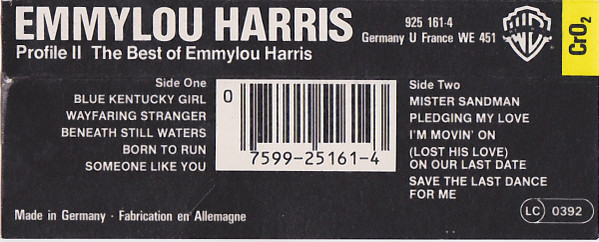 EMMYLOU HARRIS
Profile II The Best of Emmylou Harris
925 161-4
Germany U France WE 451
CrO2
Side One
BLUE KENTUCKY GIRL
WAYFARING STRANGER
BENEATH STILL WATERS
BORN TO RUN
SOMEONE LIKE YOU
0
7599-25161-4
Side Two
MISTER SANDMAN
PLEDGING MY LOVE
I'M MOVIN' ON
(LOST HIS LOVE)
ON OUR LAST DATE
SAVE THE LAST DANCE
FOR ME
Made in Germany · Fabrication en Allemagne
LC 0392